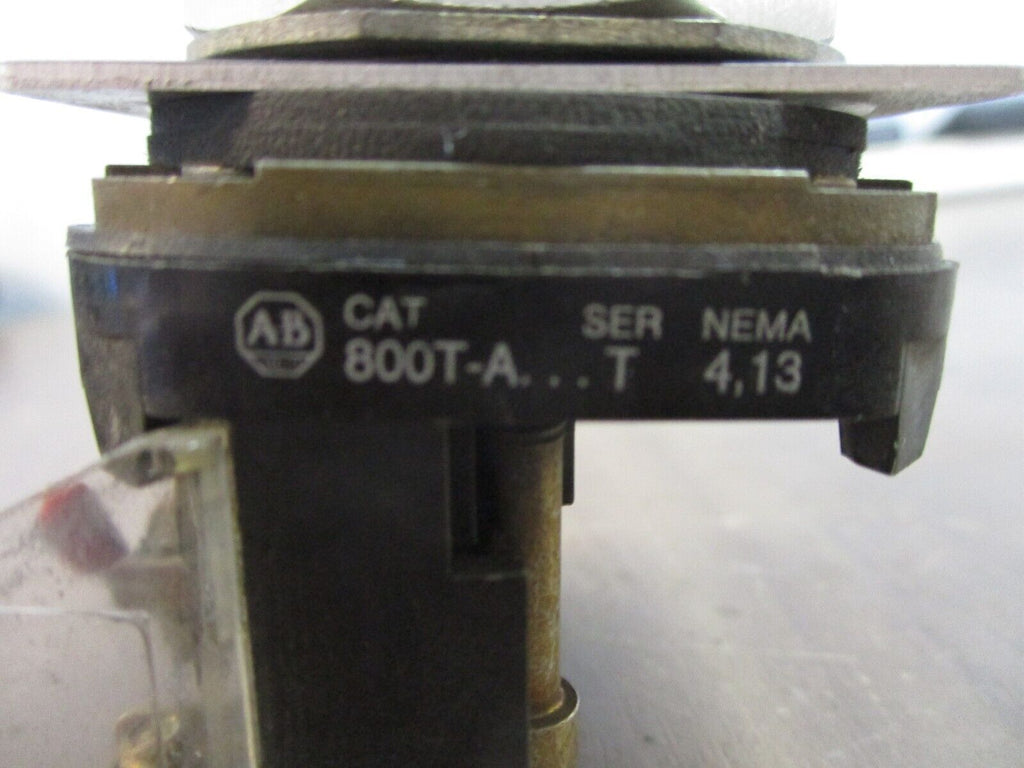 AB CAT SER NEMA
800T-A... T 4,13